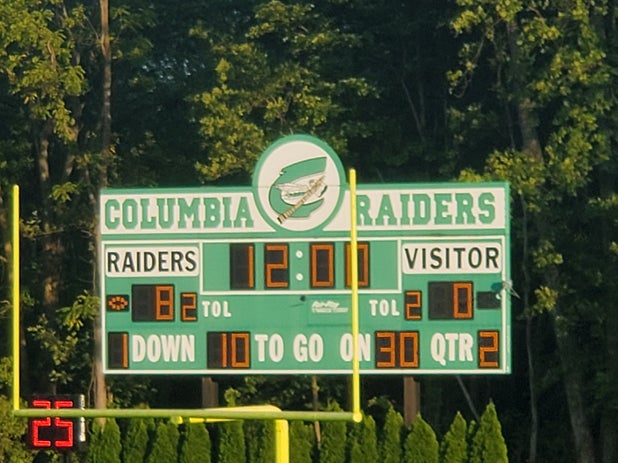 COLUMBIA RAIDERS
RAIDERS 12:00 VISITOR
8 2 TOL TOL 2 0
1 DOWN 10 TO GO ON 30 QTR 2
25